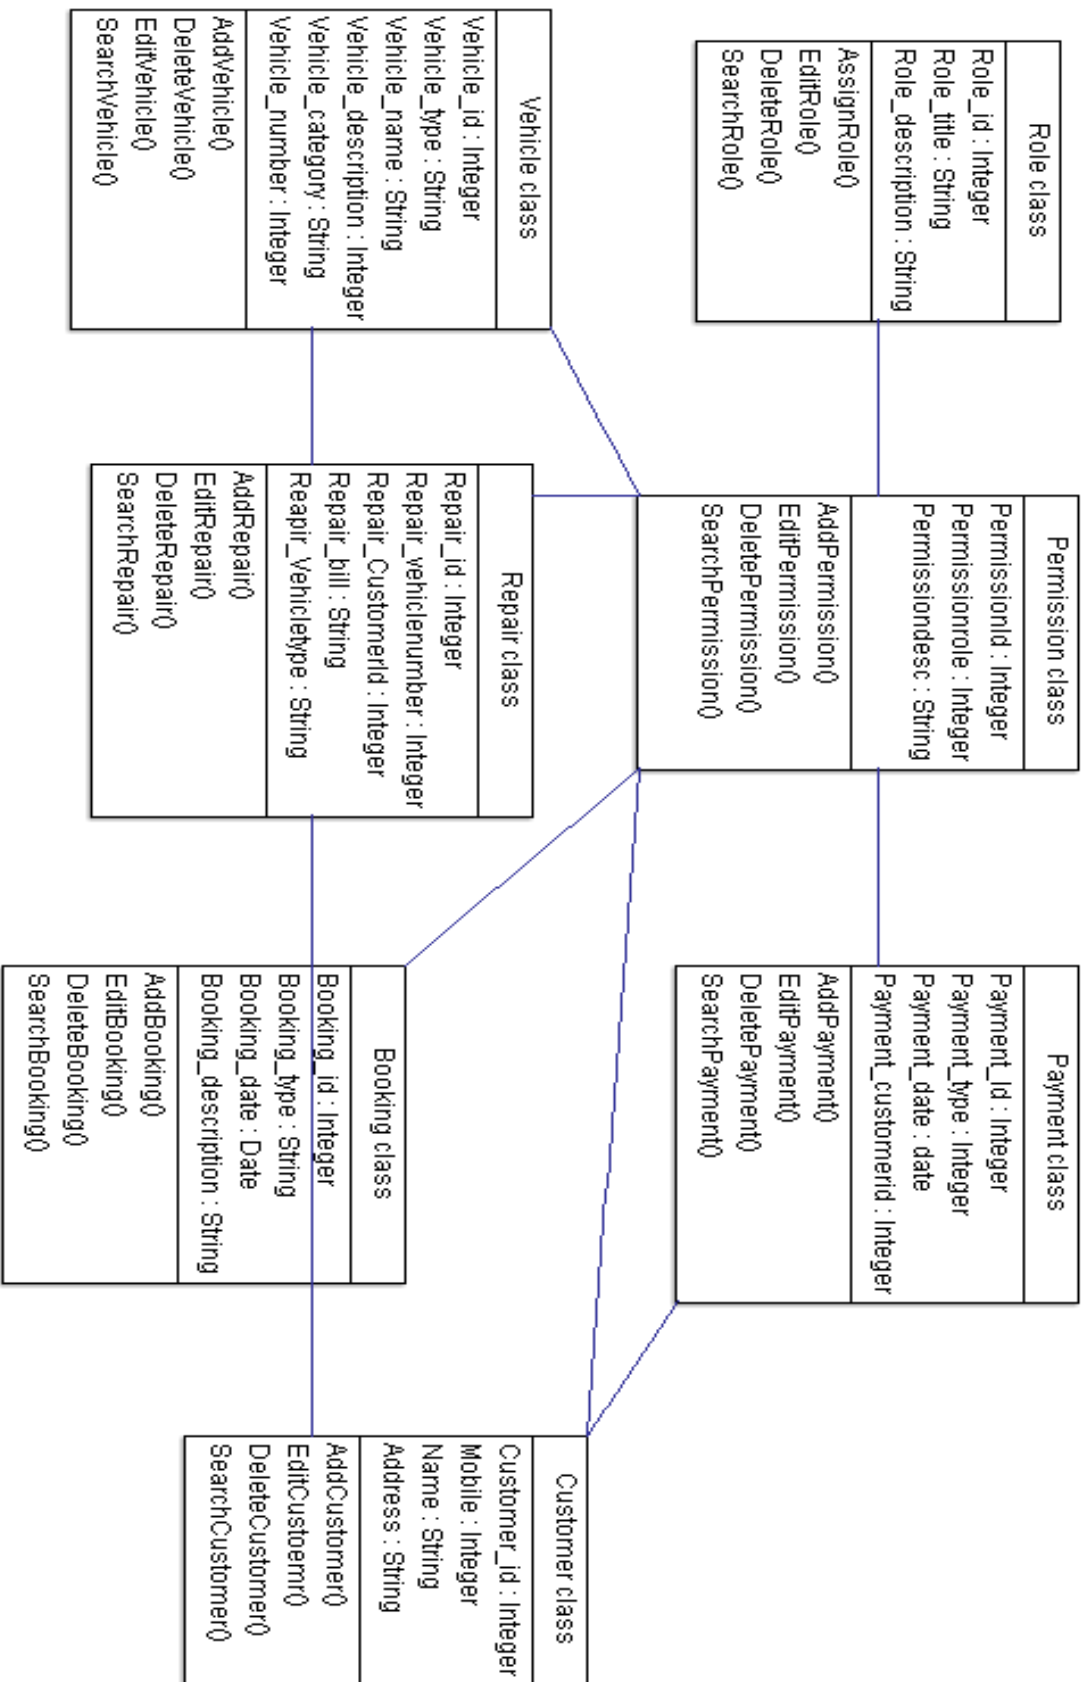 Role class
Role_id : Integer
Role_title : String
Role_description : String
AssignRole()
EditRole()
DeleteRole()
SearchRole()
Permission class
PermissionId : Integer
Permissionrole : Integer
Permissiondesc : String
AddPermission()
EditPermission()
DeletePermission()
SearchPermission()
Payment class
Payment_Id : Integer
Payment_type : Integer
Payment_date : date
Payment_customerid : Integer
AddPayment()
EditPayment()
DeletePayment()
SearchPayment()
Vehicle class
Vehicle_id : Integer
Vehicle_type : String
Vehicle_name : String
Vehicle_description : Integer
Vehicle_category : String
Vehicle_number : Integer
AddVehicle()
DeleteVehicle()
EditVehicle()
SearchVehicle()
Repair class
Repair_id : Integer
Repair_vehiclenumber : Integer
Repair_CustomerId : Integer
Repair_bill : String
Reapir_Vehicletype : String
AddRepair()
EditRepair()
DeleteRepair()
SearchRepair()
Booking class
Booking_id : Integer
Booking_type : String
Booking_date : Date
Booking_description : String
AddBooking()
EditBooking()
DeleteBooking()
SearchBooking()
Customer class
Customer_id : Integer
Mobile : Integer
Name : String
Address : String
AddCustomer()
EditCustoemr()
DeleteCustomer()
SearchCustomer()